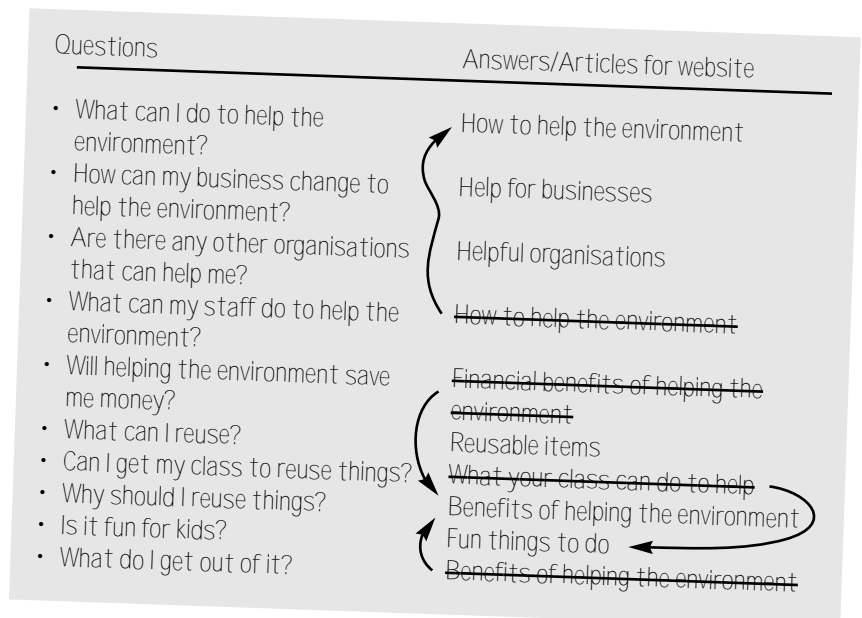 Questions
Answers/Articles for website
• What can I do to help the
environment?
How to help the environment
• How can my business change to
help the environment?
Help for businesses
• Are there any other organisations
that can help me?
Helpful organisations
• What can my staff do to help the
environment?
How to help the environment
• Will helping the environment save
me money?
Financial benefits of helping the
environment
• What can I reuse?
Reusable items
• Can I get my class to reuse things?
What your class can do to help
• Why should I reuse things?
Benefits of helping the environment
• Is it fun for kids?
Fun things to do
• What do I get out of it?
Benefits of helping the environment